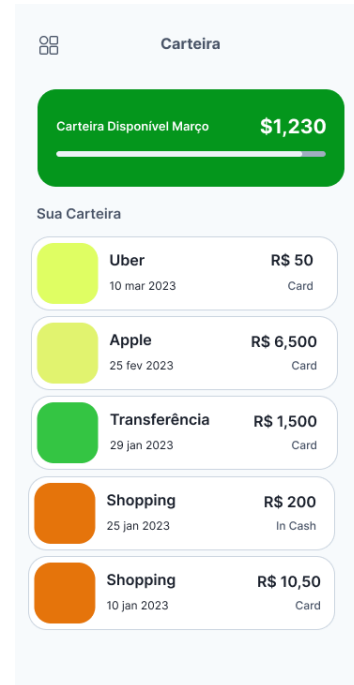 Carteira
Carteira Disponível Março $1,230
Sua Carteira
Uber R$ 50
10 mar 2023 Card
Apple R$ 6,500
25 fev 2023 Card
Transferência R$ 1,500
29 jan 2023 Card
Shopping R$ 200
25 jan 2023 In Cash
Shopping R$ 10,50
10 jan 2023 Card